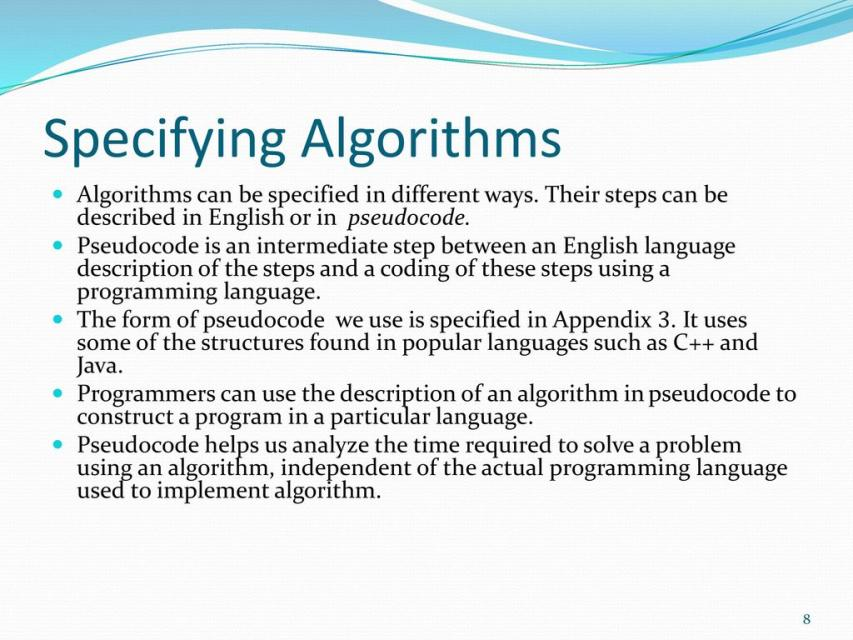 Specifying Algorithms
• Algorithms can be specified in different ways. Their steps can be
described in English or in  pseudocode.
• Pseudocode is an intermediate step between an English language
description of the steps and a coding of these steps using a
programming language.
• The form of pseudocode  we use is specified in Appendix 3. It uses
some of the structures found in popular languages such as C++ and
Java.
• Programmers can use the description of an algorithm in pseudocode to
construct a program in a particular language.
• Pseudocode helps us analyze the time required to solve a problem
using an algorithm, independent of the actual programming language
used to implement algorithm.
8